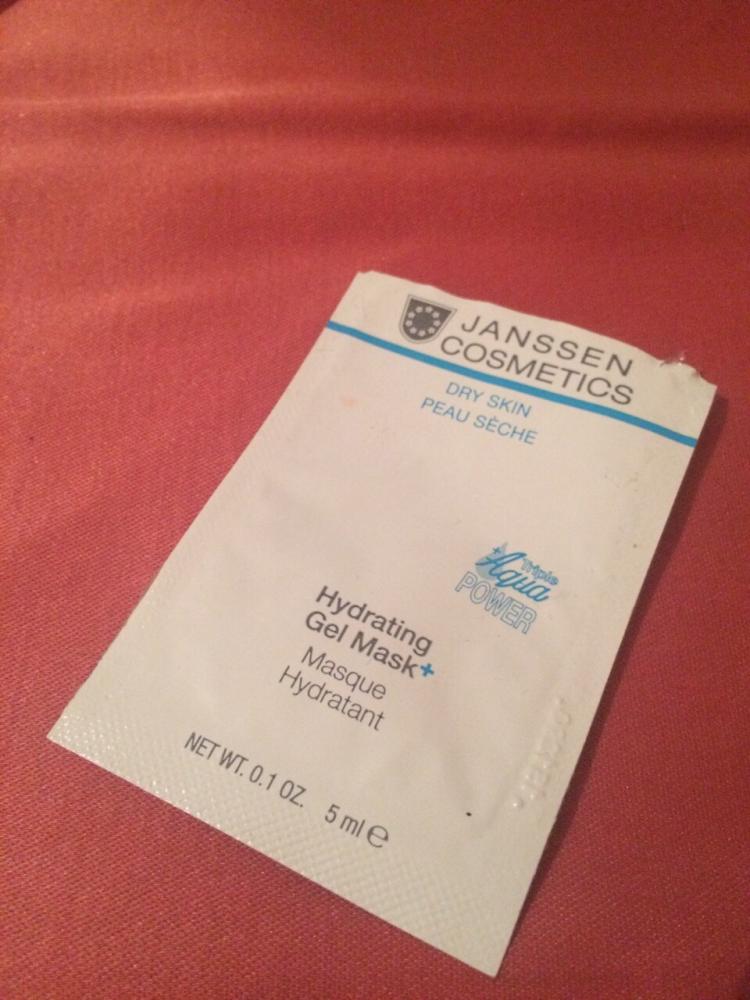 JANSSEN
COSMETICS
DRY SKIN
PEAU SÈCHE
Triple
Aqua
POWER
Hydrating
Gel Mask+
Masque
Hydratant
NET WT. 0.1 OZ. 5 ml ℮